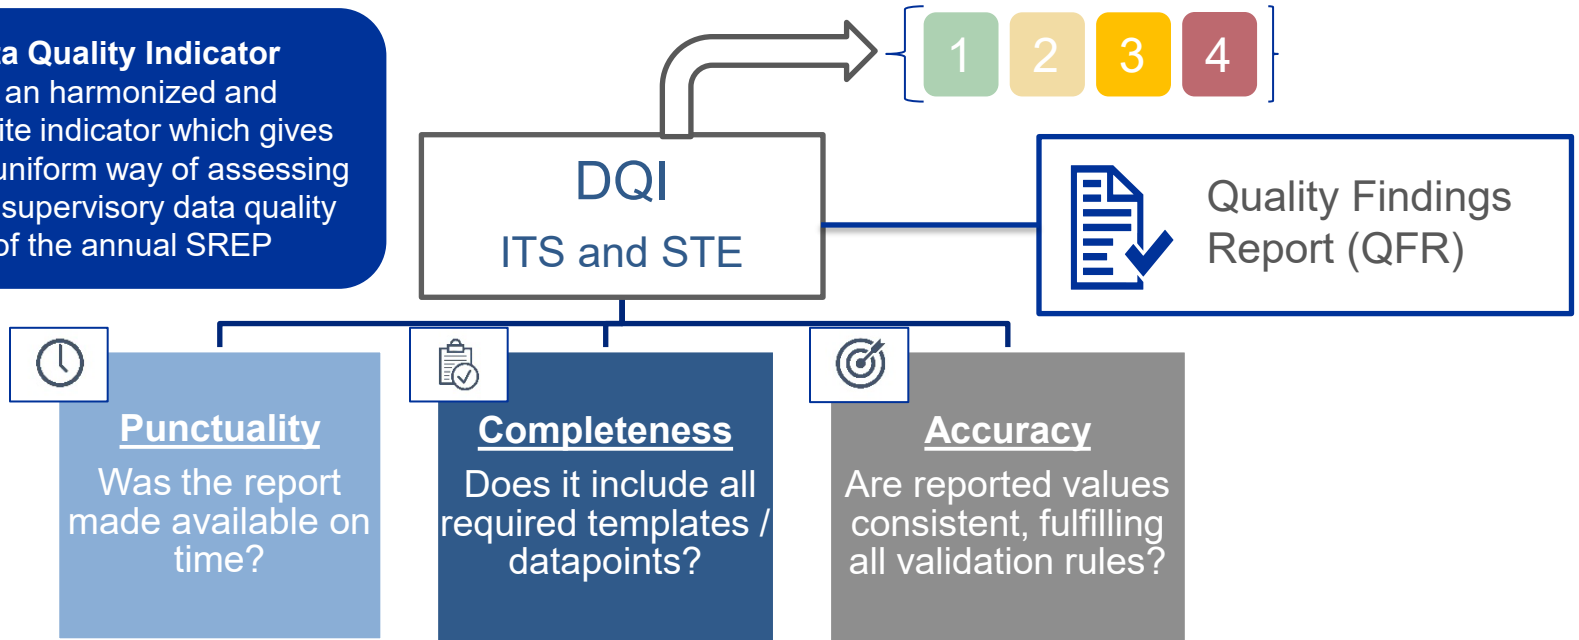 Quality Indicator
an harmonized and
indicator which gives
uniform way of assessing
supervisory data quality
of the annual SREP
1 2 3 4
DQI
ITS and STE
Quality Findings
Report (QFR)
Punctuality
Was the report
made available on
time?
Completeness
Does it include all
required templates /
datapoints?
Accuracy
Are reported values
consistent, fulfilling
all validation rules?